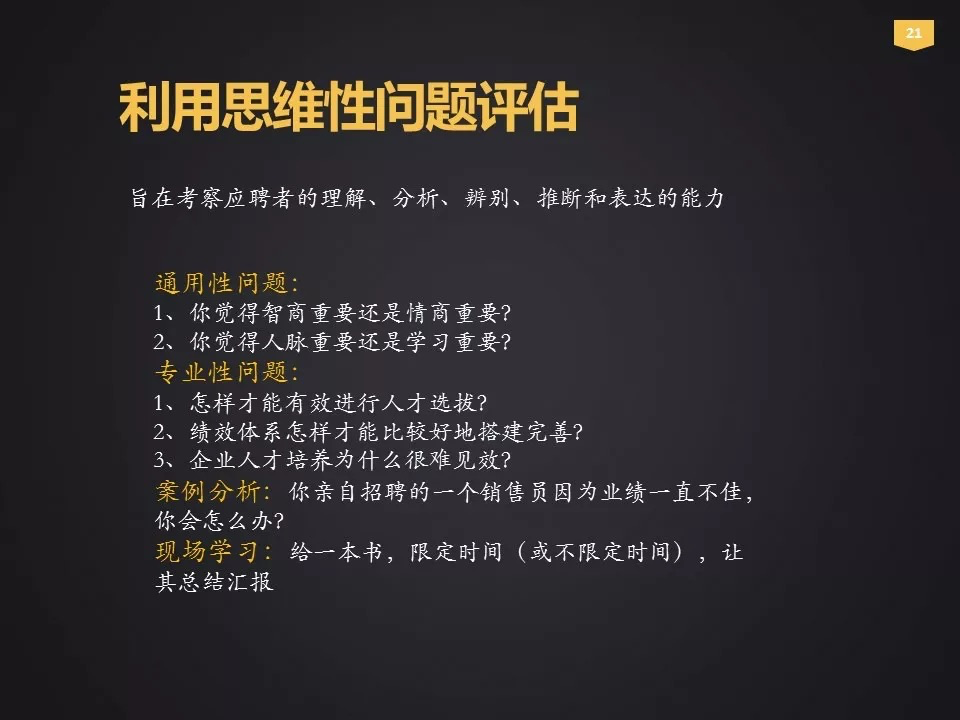 21
利用思维性问题评估
旨在考察应聘者的理解、分析、辨别、推断和表达的能力
通用性问题：
1、你觉得智商重要还是情商重要?
2、你觉得人脉重要还是学习重要?
专业性问题：
1、怎样才能有效进行人才选拔?
2、绩效体系怎样才能比较好地搭建完善?
3、企业人才培养为什么很难见效?
案例分析：你亲自招聘的一个销售员因为业绩一直不佳，
你会怎么办?
现场学习：给一本书，限定时间（或不限定时间），让
其总结汇报